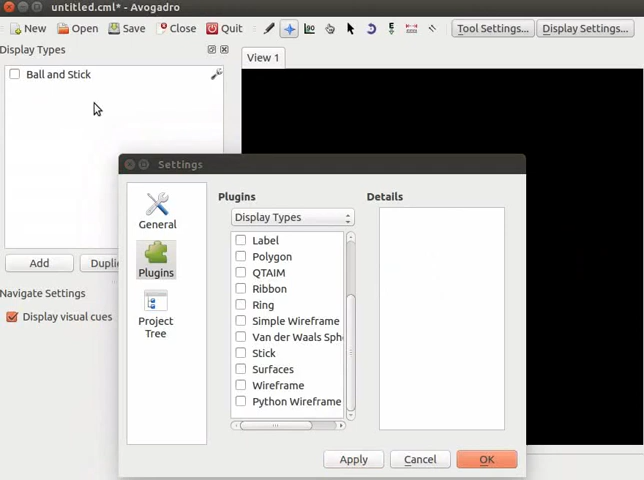 untitled.cml* - Avogadro
New Open Save Close Quit Tool Settings... Display Settings...
Display Types
View 1
Ball and Stick
Settings
General
Plugins
Project
Tree
Plugins
Display Types
Label
Polygon
QTAIM
Ribbon
Ring
Simple Wireframe
Van der Waals Sph
Stick
Surfaces
Wireframe
Python Wireframe
Details
Add Duplic
Navigate Settings
Display visual cues
Apply Cancel OK